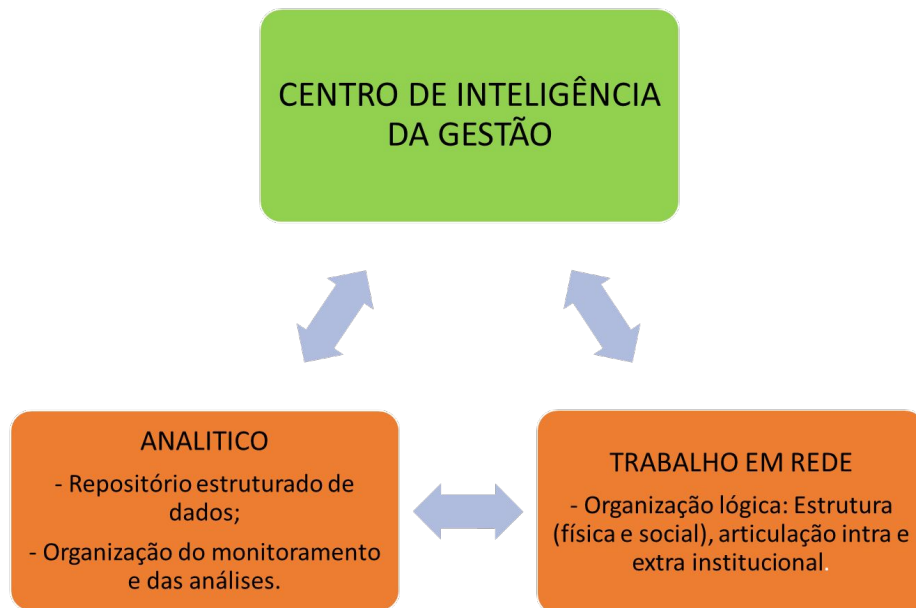 CENTRO DE INTELIGÊNCIA
DA GESTÃO
ANALITICO
- Repositório estruturado de
dados;
- Organização do monitoramento
e das análises.
TRABALHO EM REDE
- Organização lógica: Estrutura
(física e social), articulação intra e
extra institucional.